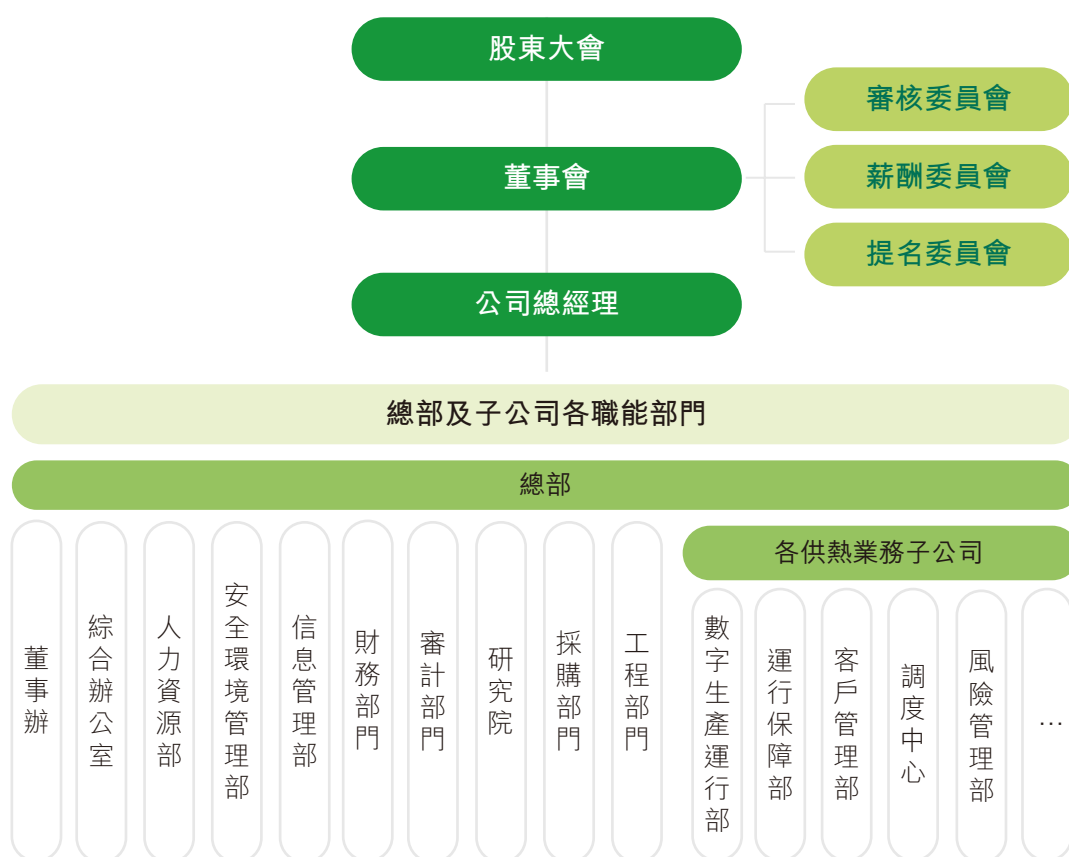 股東大會
審核委員會
董事會
薪酬委員會
提名委員會
公司總經理
總部及子公司各職能部門
總部
各供熱業務子公司
董事辦
綜合辦公室
人力資源部
安全環境管理部
信息管理部
財務部門
審計部門
研究院
採購部門
工程部門
數字生產運行部
運行保障部
客戶管理部
調度中心
風險管理部
…